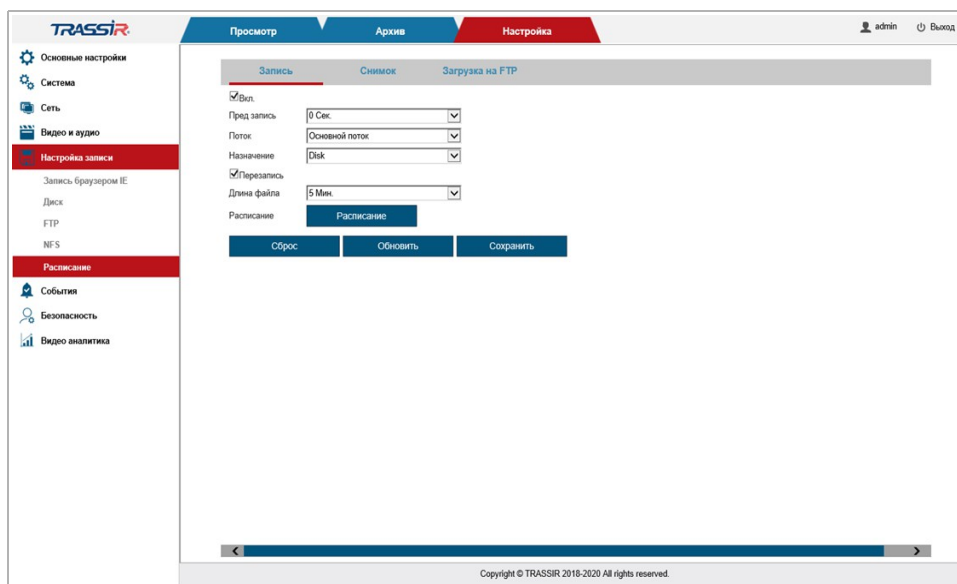 TRASSIR
Просмотр
Архив
Настройка
admin
Выход
Основные настройки
Система
Сеть
Видео и аудио
Настройка записи
Запись браузером IE
Диск
FTP
NFS
Расписание
События
Безопасность
Видео аналитика
Запись
Снимок
Загрузка на FTP
Вкл.
Пред запись
0 Сек.
Поток
Основной поток
Назначение
Disk
Перезапись
Длина файла
5 Мин.
Расписание
Расписание
Сброс
Обновить
Сохранить
Copyright © TRASSIR 2018-2020 All rights reserved.